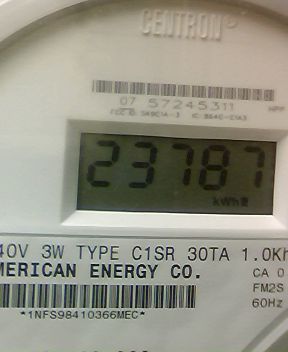 CENTRON®
07 57245311
23787
kWh
40V 3W TYPE C1SR 30TA 1.0Kh
MERICAN ENERGY CO.
CA 0
FM2S
60Hz
*1NFS98410366MEC*